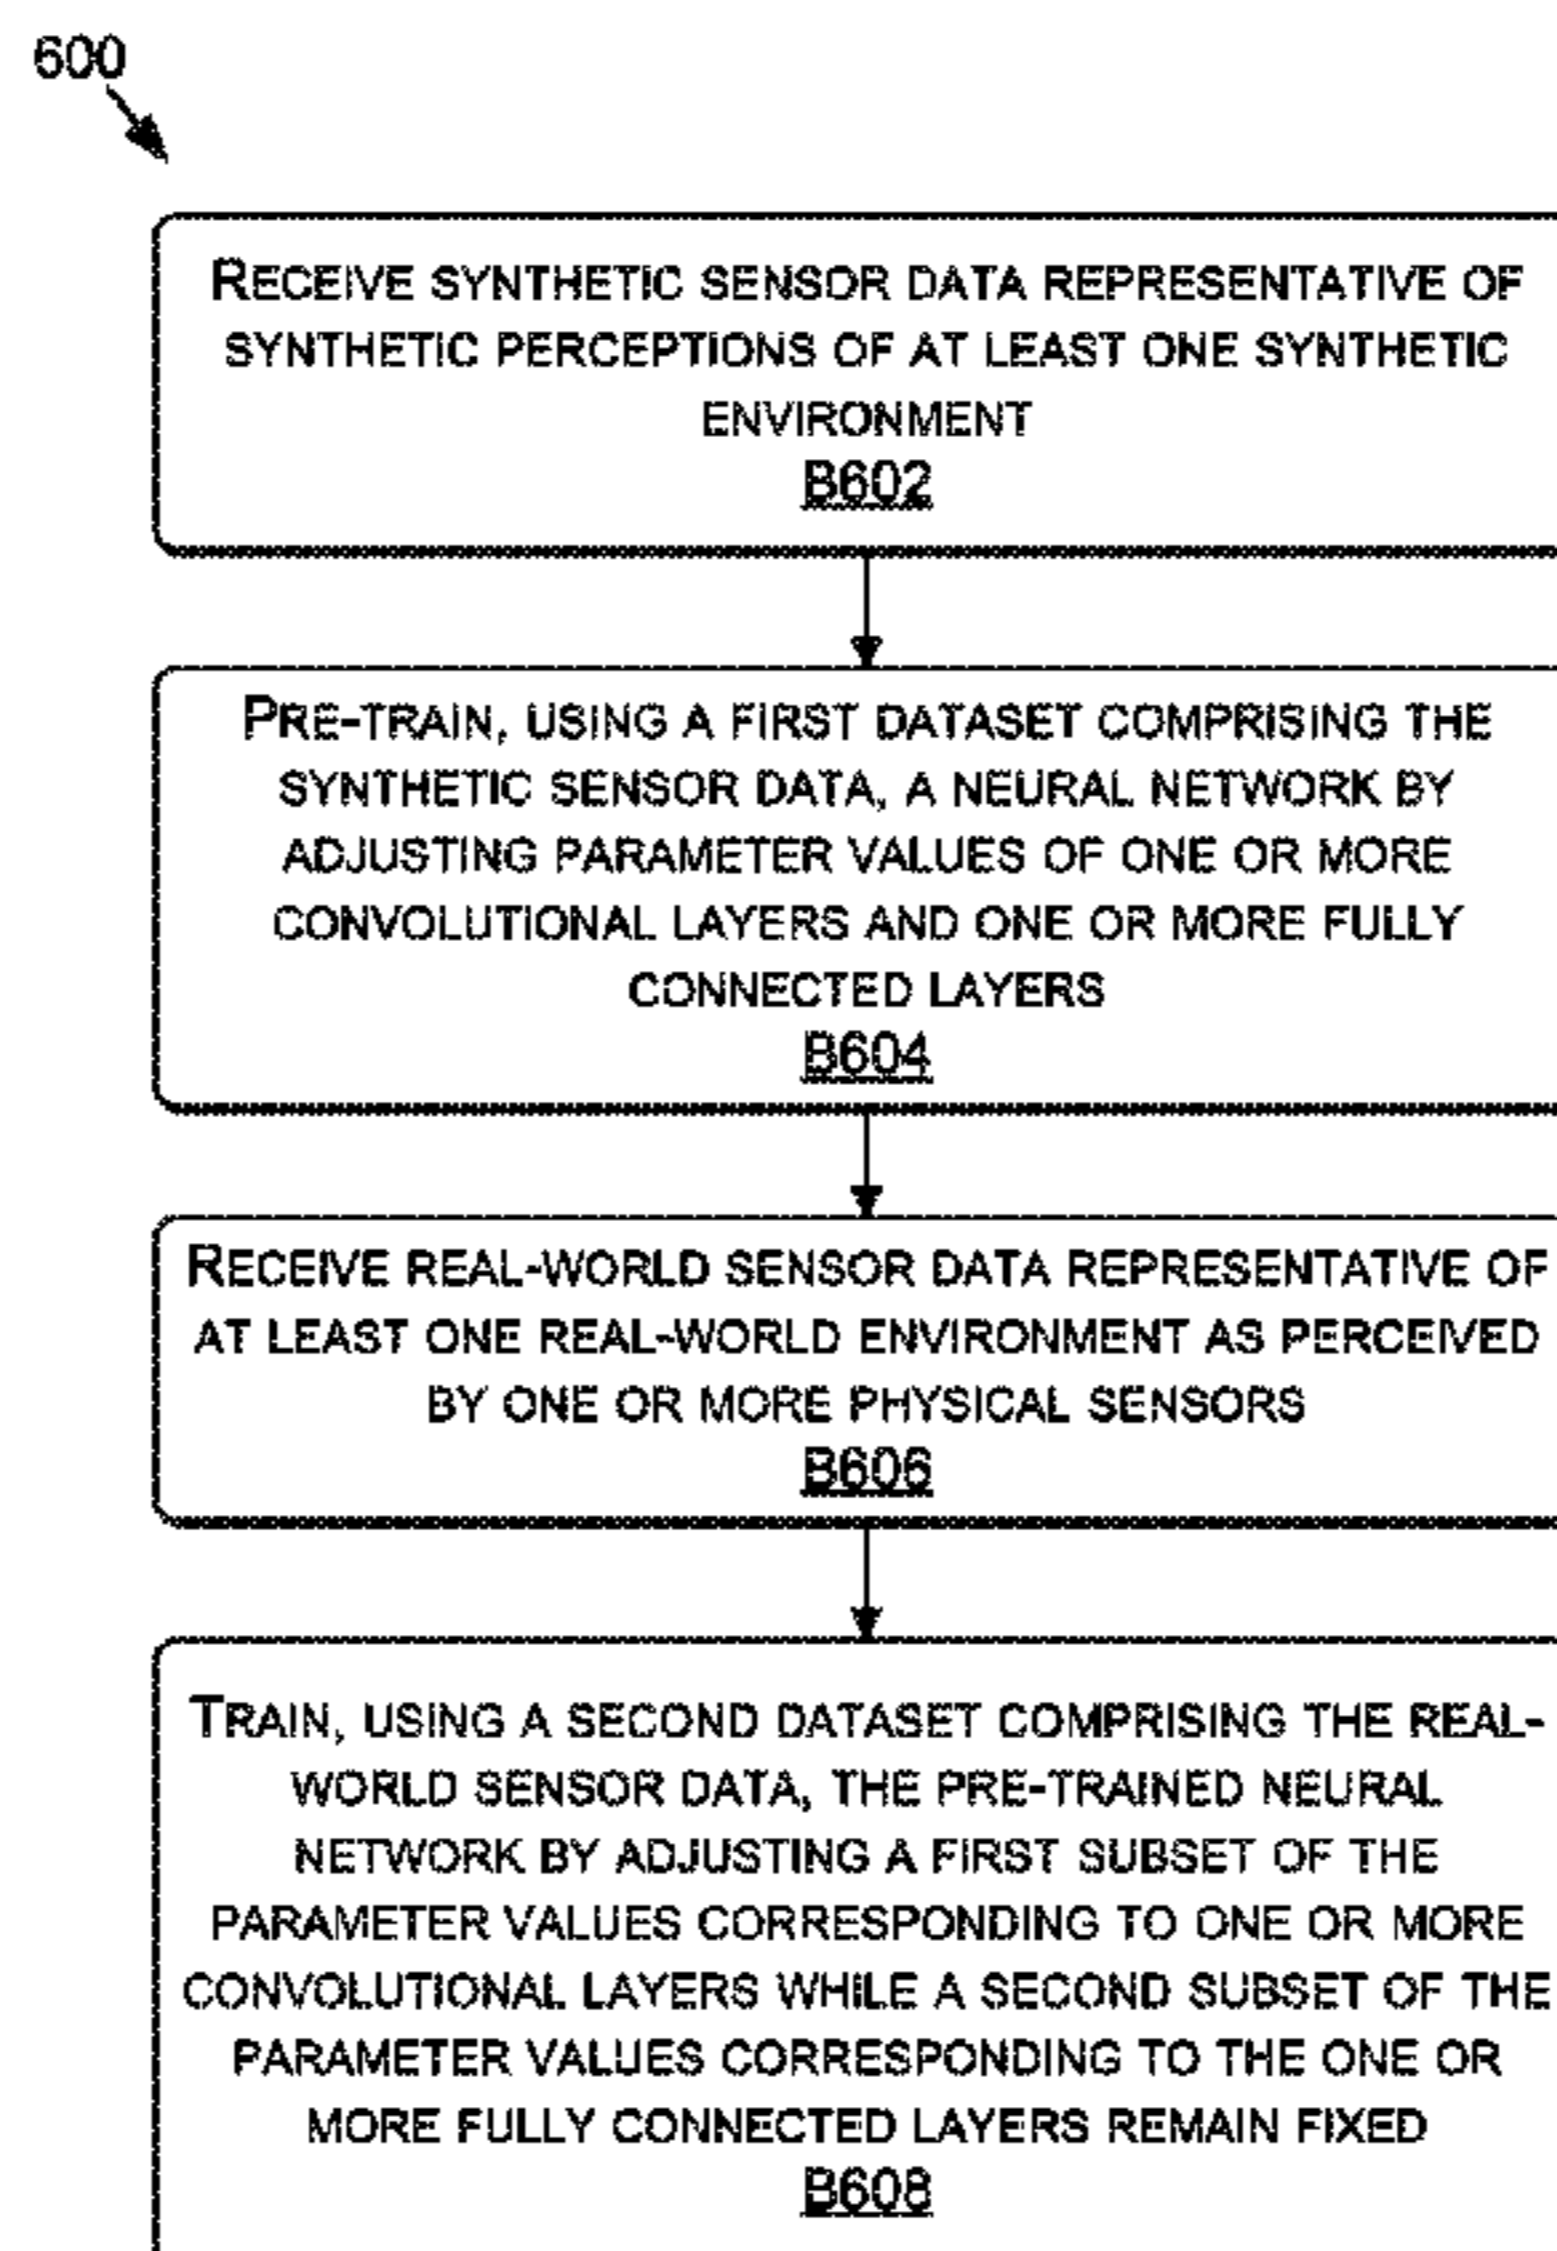 600
RECEIVE SYNTHETIC SENSOR DATA REPRESENTATIVE OF
SYNTHETIC PERCEPTIONS OF AT LEAST ONE SYNTHETIC
ENVIRONMENT
B602
PRE-TRAIN, USING A FIRST DATASET COMPRISING THE
SYNTHETIC SENSOR DATA, A NEURAL NETWORK BY
ADJUSTING PARAMETER VALUES OF ONE OR MORE
CONVOLUTIONAL LAYERS AND ONE OR MORE FULLY
CONNECTED LAYERS
B604
RECEIVE REAL-WORLD SENSOR DATA REPRESENTATIVE OF
AT LEAST ONE REAL-WORLD ENVIRONMENT AS PERCEIVED
BY ONE OR MORE PHYSICAL SENSORS
B606
TRAIN, USING A SECOND DATASET COMPRISING THE REAL-
WORLD SENSOR DATA, THE PRE-TRAINED NEURAL
NETWORK BY ADJUSTING A FIRST SUBSET OF THE
PARAMETER VALUES CORRESPONDING TO ONE OR MORE
CONVOLUTIONAL LAYERS WHILE A SECOND SUBSET OF THE
PARAMETER VALUES CORRESPONDING TO THE ONE OR
MORE FULLY CONNECTED LAYERS REMAIN FIXED
B608